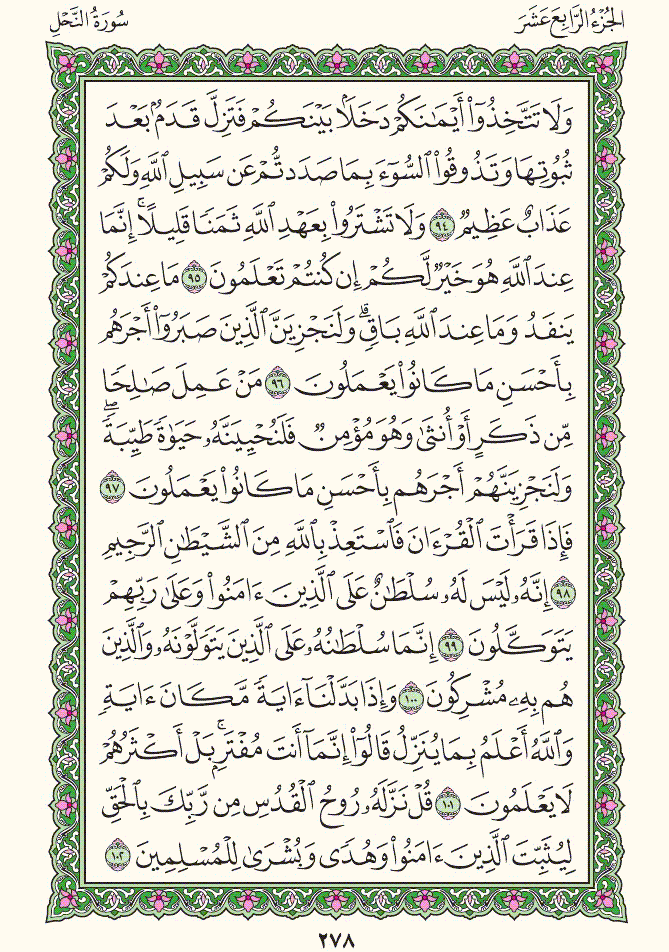 الجُزْءُ الرَّابِعَ عَشَرَ
سُورَةُ النَّحْلِ
وَلَا تَتَّخِذُوٓا۟ أَيْمَـٰنَكُمْ دَخَلًۢا بَيْنَكُمْ فَتَزِلَّ قَدَمٌۢ بَعْدَ
ثُبُوتِهَا وَتَذُوقُوا۟ ٱلسُّوٓءَ بِمَا صَدَدتُّمْ عَن سَبِيلِ ٱللَّهِ وَلَكُمْ
عَذَابٌ عَظِيمٌ ٩٤ وَلَا تَشْتَرُوا۟ بِعَهْدِ ٱللَّهِ ثَمَنًا قَلِيلًا ۚ إِنَّمَا
عِندَ ٱللَّهِ هُوَ خَيْرٌ لَّكُمْ إِن كُنتُمْ تَعْلَمُونَ ٩٥ مَا عِندَكُمْ
يَنفَدُ وَمَا عِندَ ٱللَّهِ بَاقٍ ۗ وَلَنَجْزِيَنَّ ٱلَّذِينَ صَبَرُوٓا۟ أَجْرَهُم
بِأَحْسَنِ مَا كَانُوا۟ يَعْمَلُونَ ٩٦ مَنْ عَمِلَ صَـٰلِحًا
مِّن ذَكَرٍ أَوْ أُنثَىٰ وَهُوَ مُؤْمِنٌ فَلَنُحْيِيَنَّهُۥ حَيَوٰةً طَيِّبَةً ۖ
وَلَنَجْزِيَنَّهُمْ أَجْرَهُم بِأَحْسَنِ مَا كَانُوا۟ يَعْمَلُونَ ٩٧
فَإِذَا قَرَأْتَ ٱلْقُرْءَانَ فَٱسْتَعِذْ بِٱللَّهِ مِنَ ٱلشَّيْطَـٰنِ ٱلرَّجِيمِ
٩٨ إِنَّهُۥ لَيْسَ لَهُۥ سُلْطَـٰنٌ عَلَى ٱلَّذِينَ ءَامَنُوا۟ وَعَلَىٰ رَبِّهِمْ
يَتَوَكَّلُونَ ٩٩ إِنَّمَا سُلْطَـٰنُهُۥ عَلَى ٱلَّذِينَ يَتَوَلَّوْنَهُۥ وَٱلَّذِينَ
هُم بِهِۦ مُشْرِكُونَ ١٠٠ وَإِذَا بَدَّلْنَآ ءَايَةً مَّكَانَ ءَايَةٍ ۙ
وَٱللَّهُ أَعْلَمُ بِمَا يُنَزِّلُ قَالُوٓا۟ إِنَّمَآ أَنتَ مُفْتَرٍۭ ۚ بَلْ أَكْثَرُهُمْ
لَا يَعْلَمُونَ ١٠١ قُلْ نَزَّلَهُۥ رُوحُ ٱلْقُدُسِ مِن رَّبِّكَ بِٱلْحَقِّ
لِيُثَبِّتَ ٱلَّذِينَ ءَامَنُوا۟ وَهُدًى وَبُشْرَىٰ لِلْمُسْلِمِينَ ١٠٢
٢٧٨